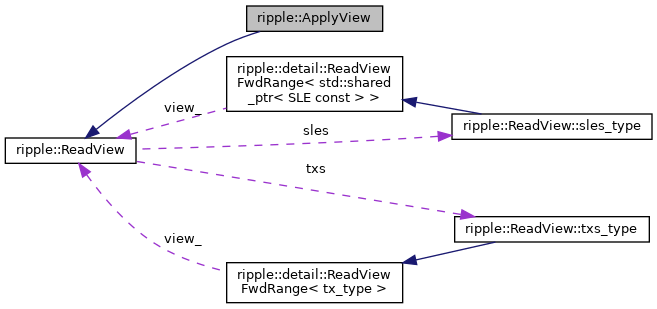 ripple::ApplyView
ripple::detail::ReadView
FwdRange< std::shared
_ptr< SLE const > >
view_
ripple::ReadView::sles_type
sles
ripple::ReadView
txs
ripple::ReadView::txs_type
view_
ripple::detail::ReadView
FwdRange< tx_type >